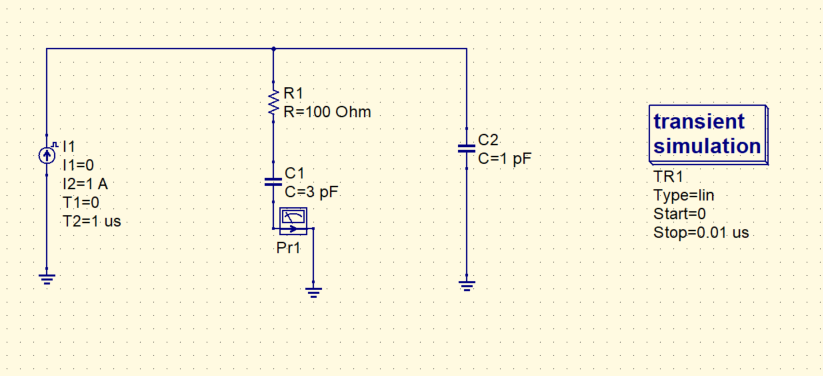 I1
I1=0
I2=1 A
T1=0
T2=1 us
R1
R=100 Ohm
C1
C=3 pF
Pr1
C2
C=1 pF
transient
simulation
TR1
Type=lin
Start=0
Stop=0.01 us